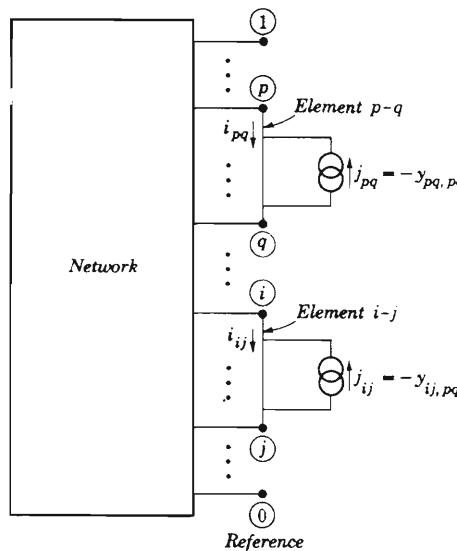 1
p
Element p-q
i_pq
j_pq = -y_pq, p
q
Network
i
Element i-j
i_ij
j_ij = -y_ij, pq
j
0
Reference